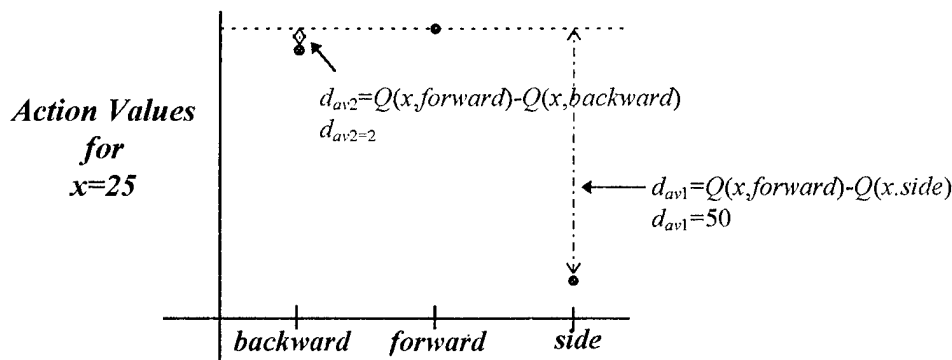 Action Values
for
x=25
d_av2=Q(x,forward)-Q(x,backward)
d_av2=2
d_av1=Q(x,forward)-Q(x.side)
d_av1=50
backward forward side